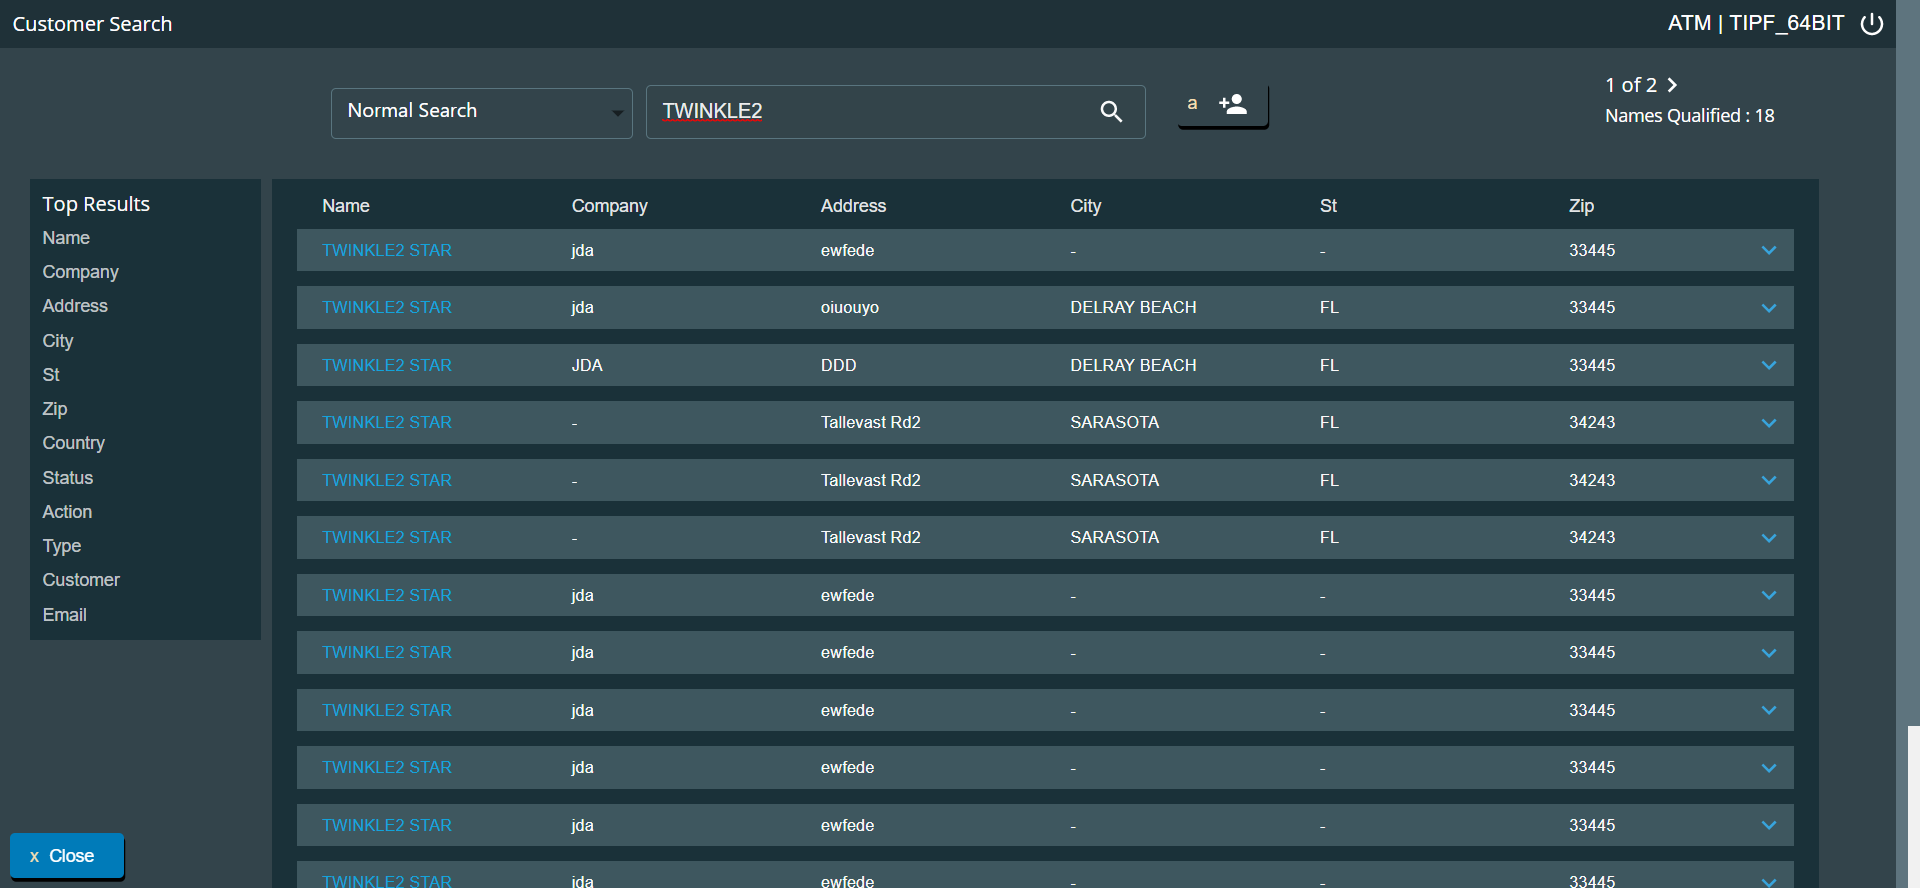 Customer Search
ATM | TIPF_64BIT
Normal Search
TWINKLE2
a
1 of 2
Names Qualified : 18
Top Results
Name
Company
Address
City
St
Zip
Country
Status
Action
Type
Customer
Email
Name Company Address City St Zip
TWINKLE2 STAR jda ewfede - - 33445
TWINKLE2 STAR jda oiuouyo DELRAY BEACH FL 33445
TWINKLE2 STAR JDA DDD DELRAY BEACH FL 33445
TWINKLE2 STAR - Tallevast Rd2 SARASOTA FL 34243
TWINKLE2 STAR - Tallevast Rd2 SARASOTA FL 34243
TWINKLE2 STAR - Tallevast Rd2 SARASOTA FL 34243
TWINKLE2 STAR jda ewfede - - 33445
TWINKLE2 STAR jda ewfede - - 33445
TWINKLE2 STAR jda ewfede - - 33445
TWINKLE2 STAR jda ewfede - - 33445
TWINKLE2 STAR jda ewfede - - 33445
TWINKLE2 STAR jda ewfede - - 33445
x Close